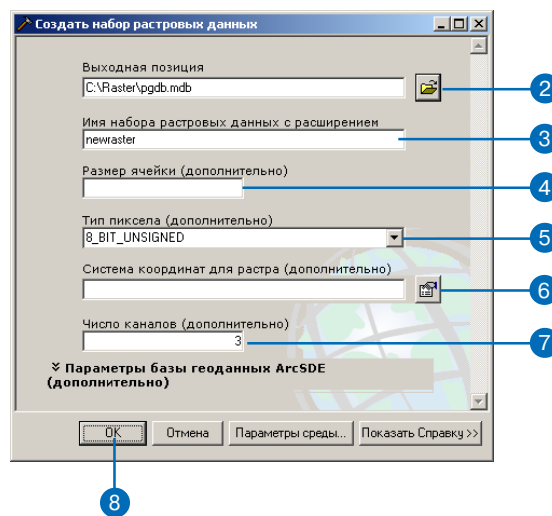 Создать набор растровых данных
Выходная позиция
C:\Raster\pgdb.mdb
2
Имя набора растровых данных с расширением
newraster
3
Размер ячейки (дополнительно)
4
Тип пиксела (дополнительно)
8_BIT_UNSIGNED
5
Система координат для растра (дополнительно)
6
Число каналов (дополнительно)
3
7
Параметры базы геоданных ArcSDE
(дополнительно)
OK Отмена Параметры среды... Показать Справку >>
8